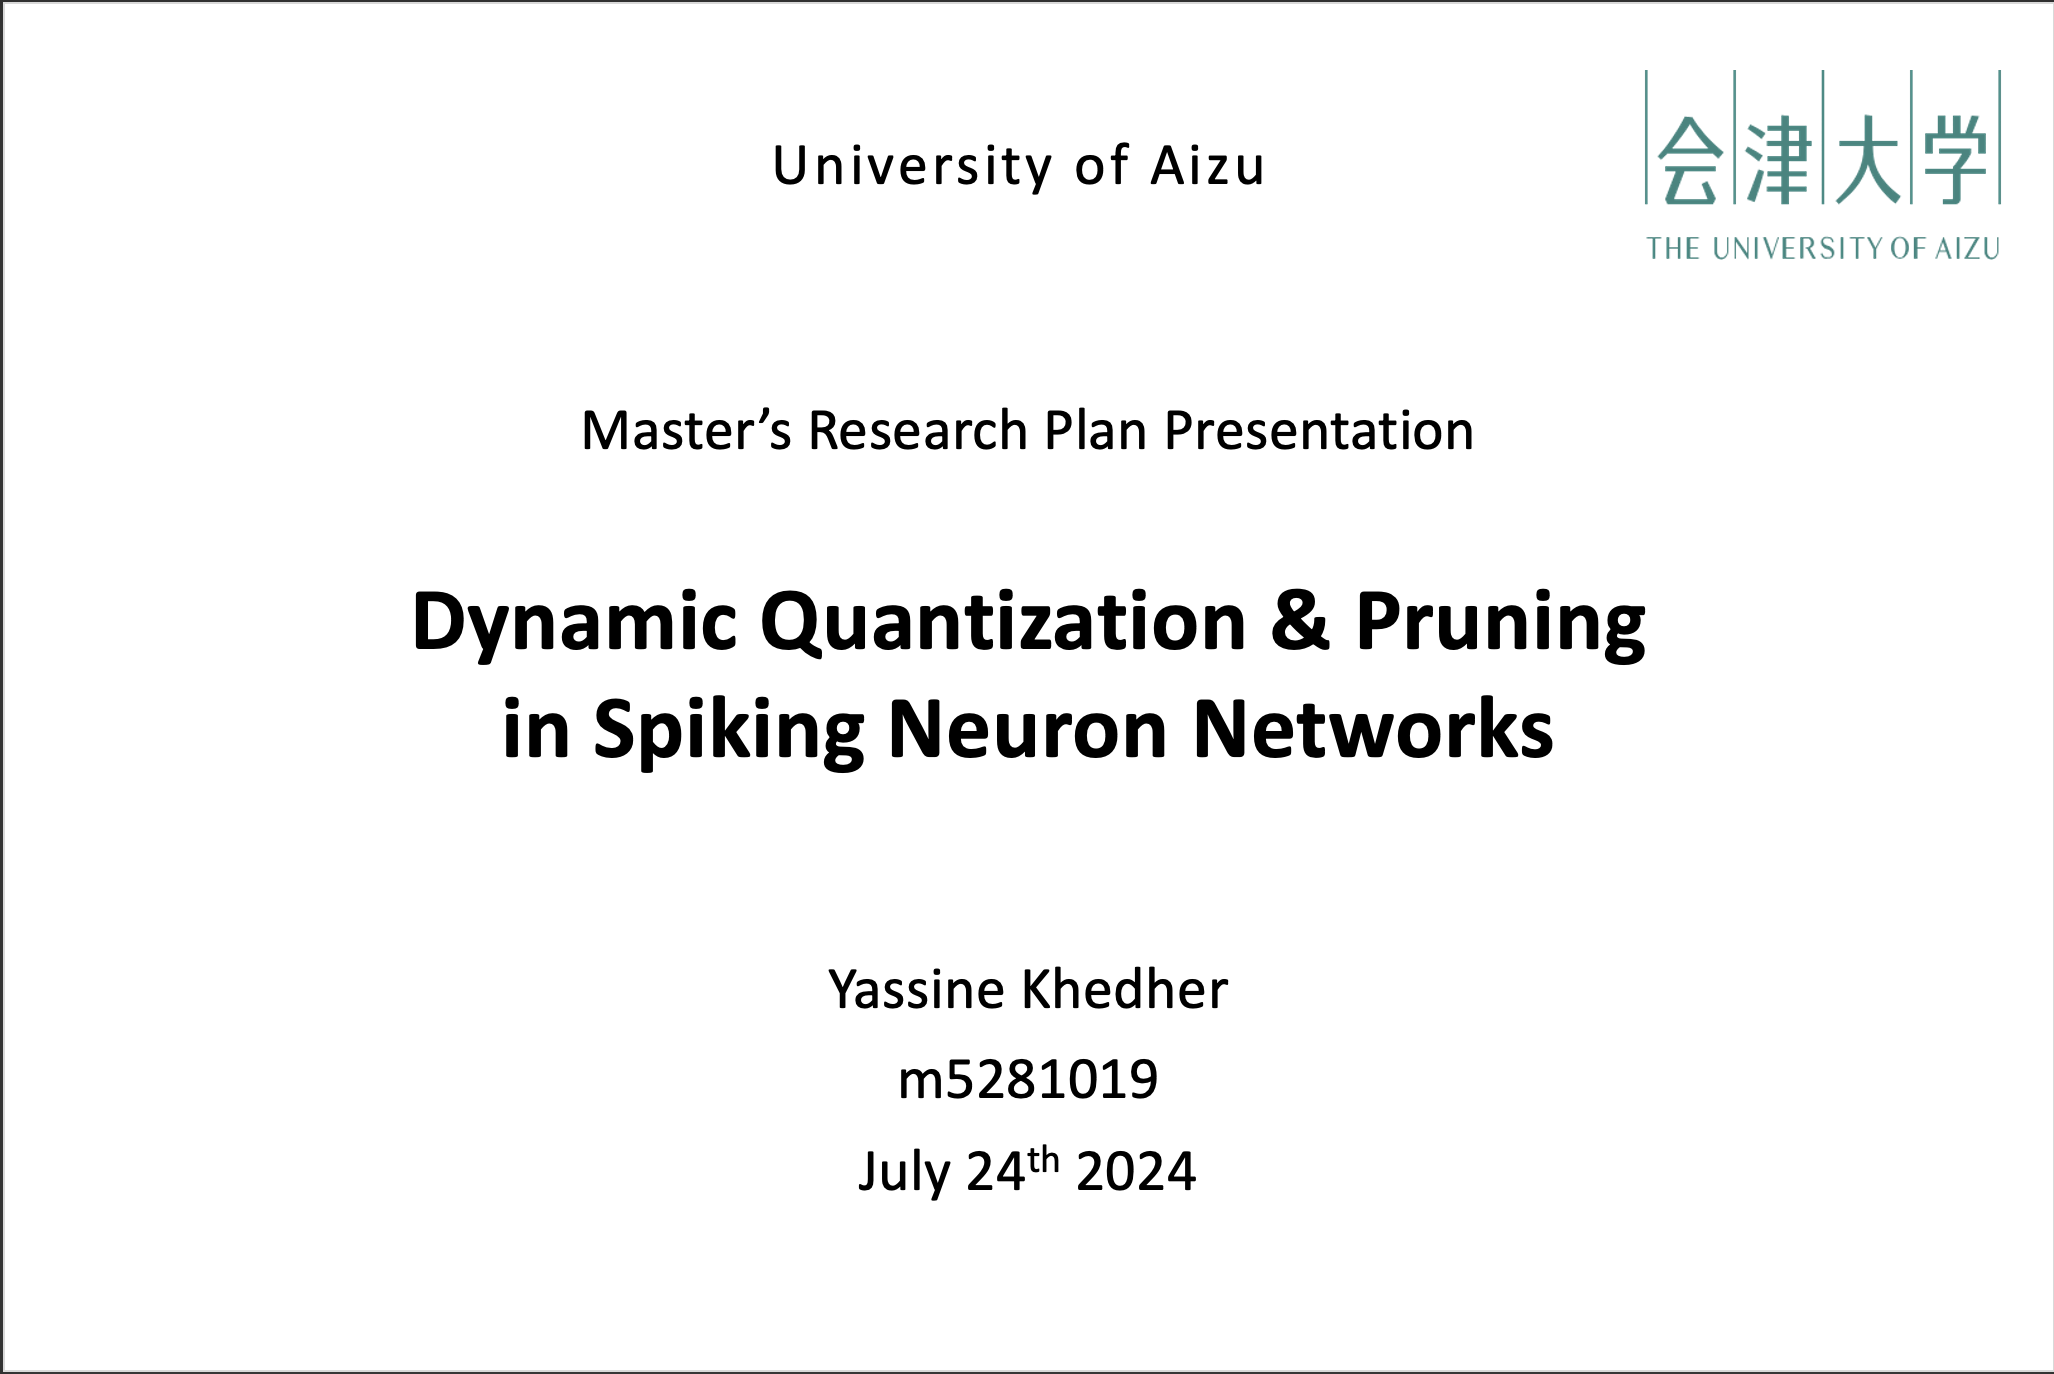 University of Aizu
会津大学
THE UNIVERSITY OF AIZU
Master’s Research Plan Presentation
Dynamic Quantization & Pruning
in Spiking Neuron Networks
Yassine Khedher
m5281019
July 24th 2024